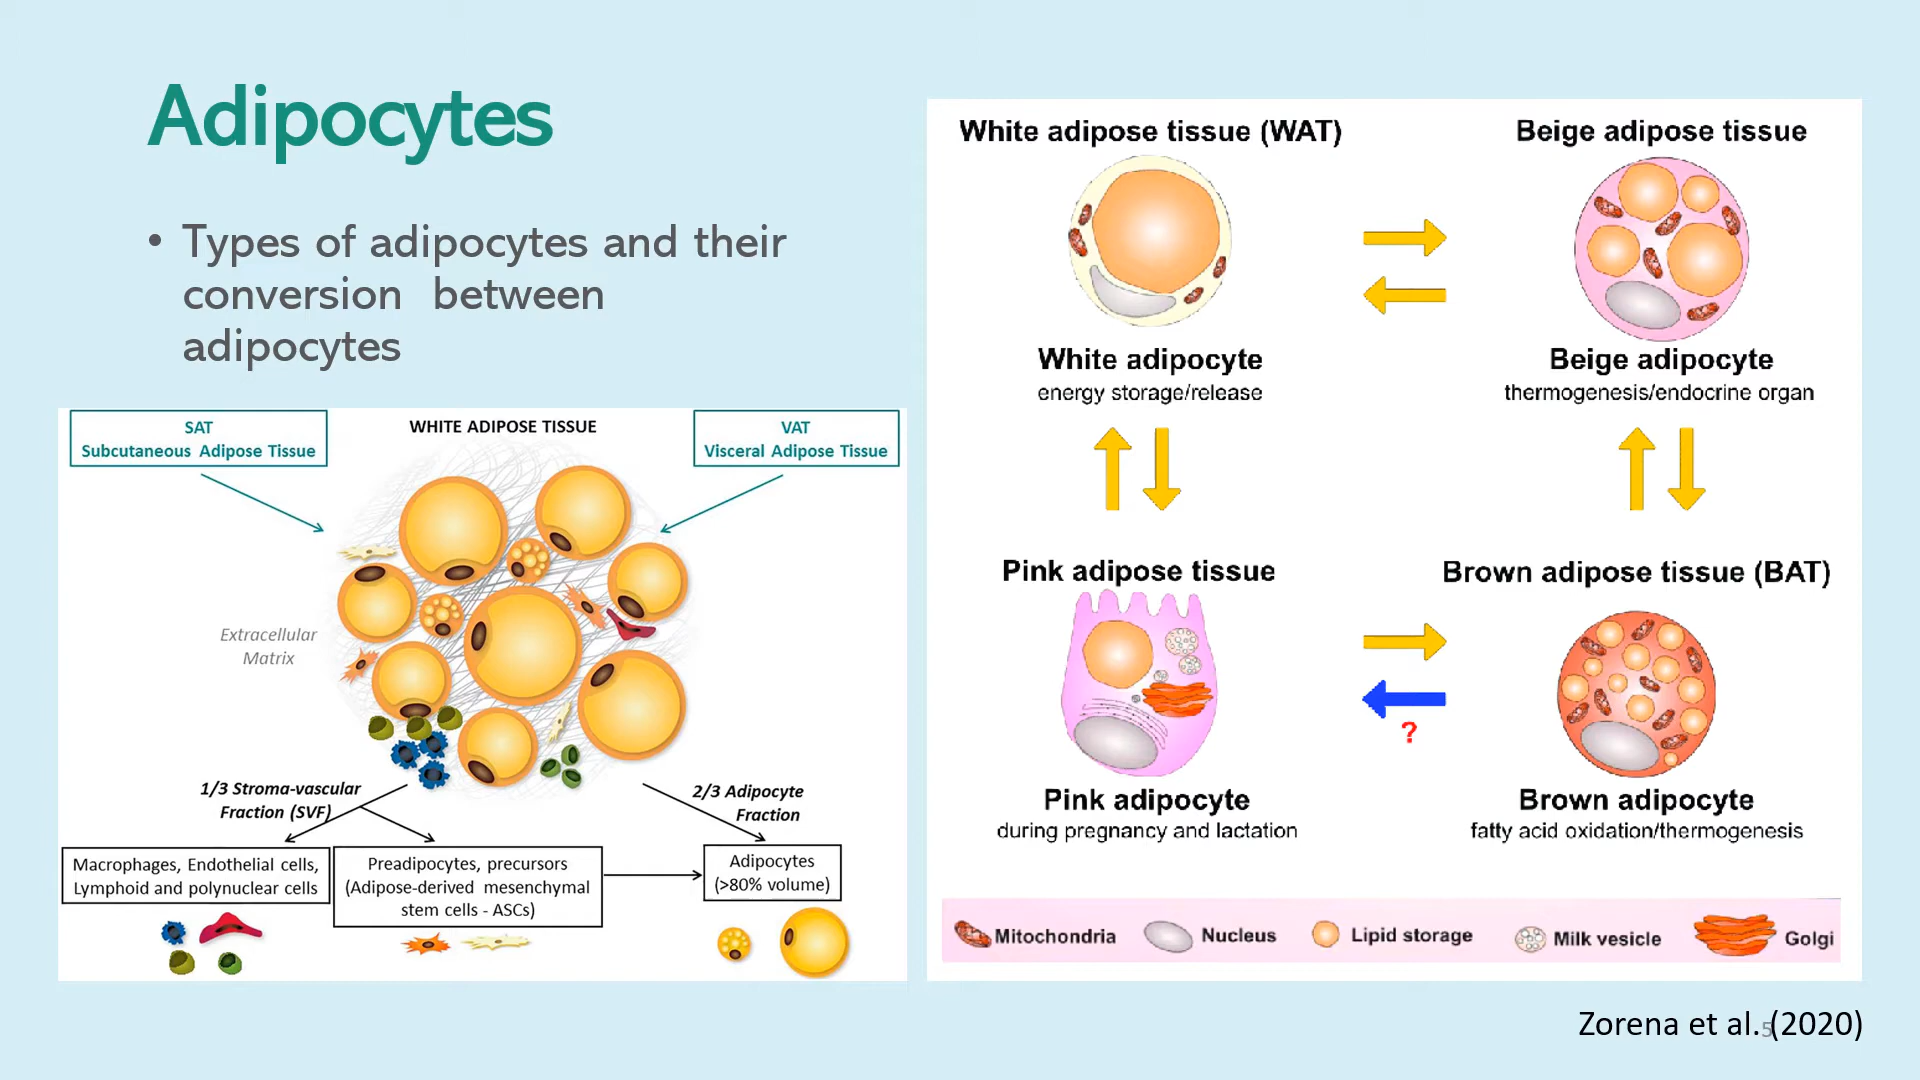 Adipocytes
• Types of adipocytes and their
conversion between
adipocytes
SAT
Subcutaneous Adipose Tissue
WHITE ADIPOSE TISSUE
VAT
Visceral Adipose Tissue
Extracellular
Matrix
1/3 Stroma-vascular
Fraction (SVF)
2/3 Adipocyte
Fraction
Macrophages, Endothelial cells,
Lymphoid and polynuclear cells
Preadipocytes, precursors
(Adipose-derived mesenchymal
stem cells - ASCs)
Adipocytes
(>80% volume)
White adipose tissue (WAT)
Beige adipose tissue
White adipocyte
energy storage/release
Beige adipocyte
thermogenesis/endocrine organ
Pink adipose tissue
Brown adipose tissue (BAT)
?
Pink adipocyte
during pregnancy and lactation
Brown adipocyte
fatty acid oxidation/thermogenesis
Mitochondria
Nucleus
Lipid storage
Milk vesicle
Golgi
Zorena et al. (2020)
5